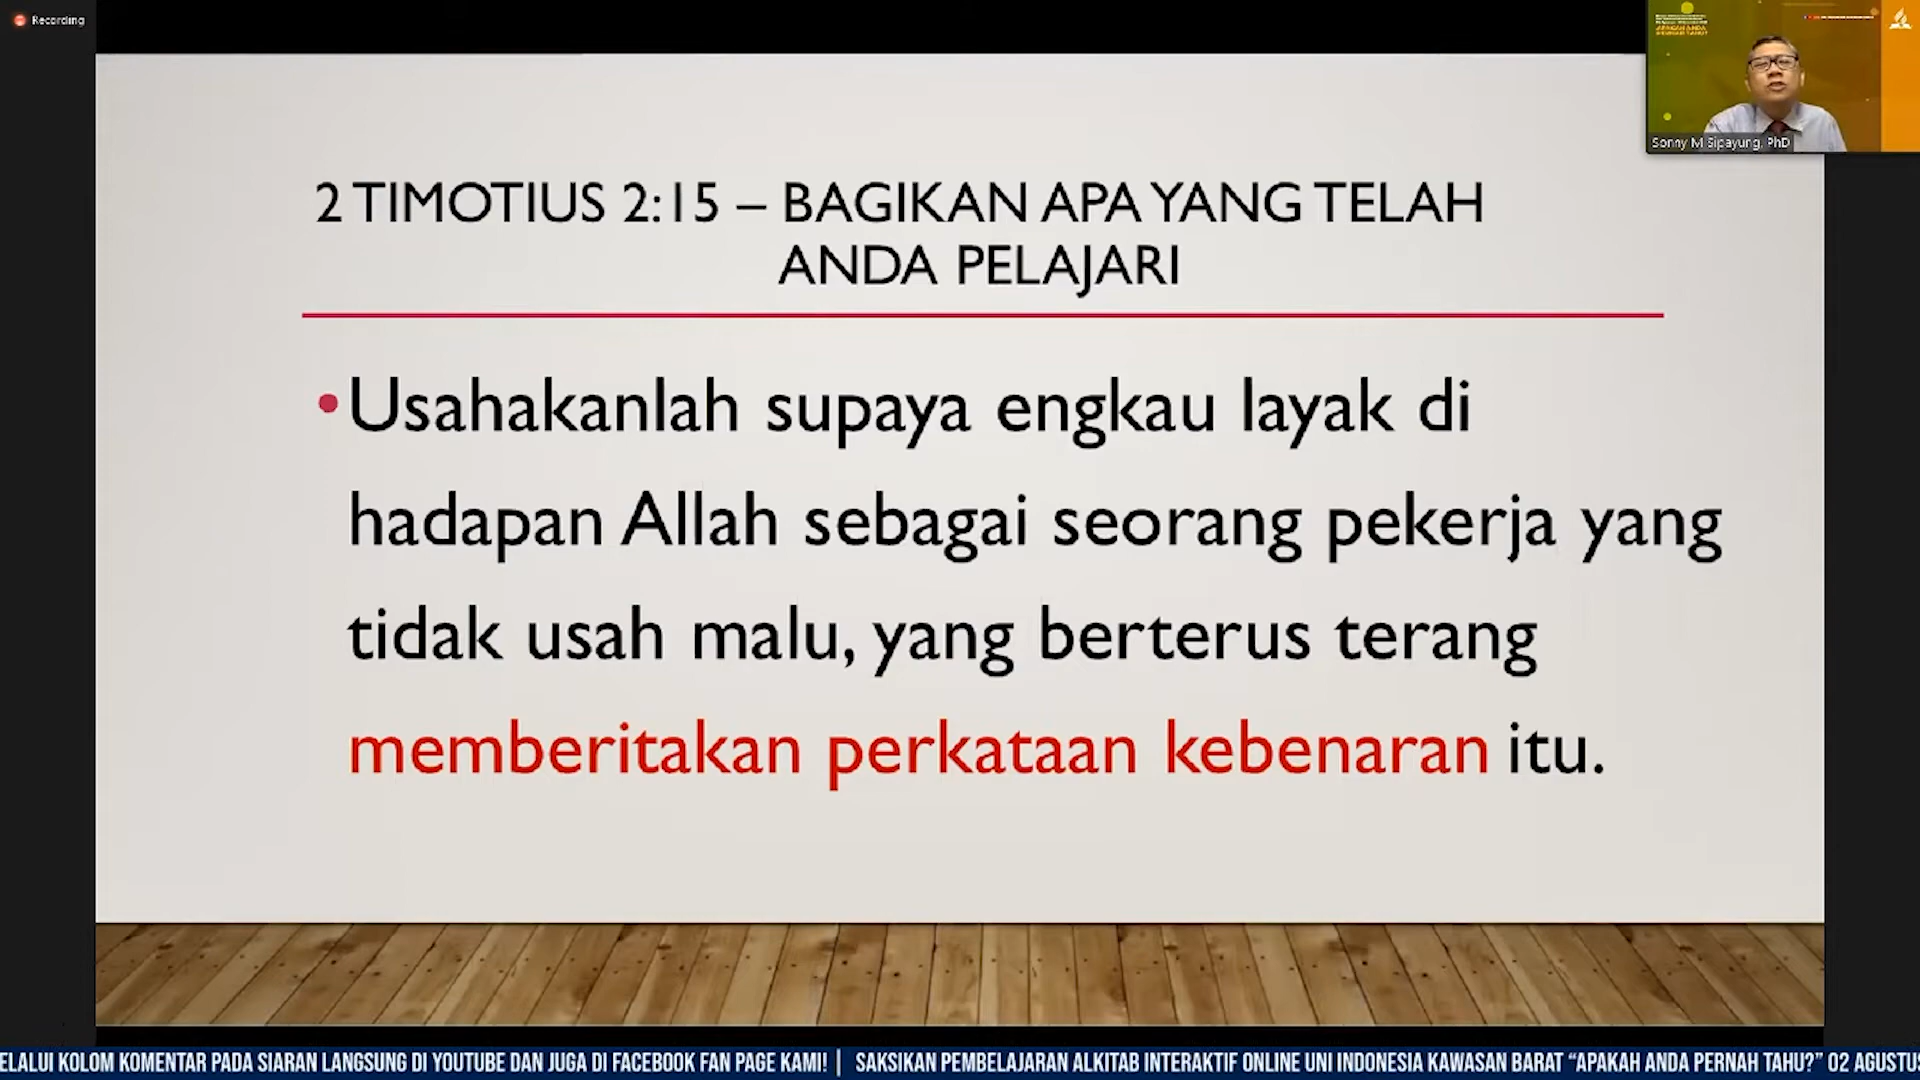 Recording
Sonny M Sipayung, PhD
2 TIMOTIUS 2:15 – BAGIKAN APA YANG TELAH
ANDA PELAJARI
•Usahakanlah supaya engkau layak di
hadapan Allah sebagai seorang pekerja yang
tidak usah malu, yang berterus terang
memberitakan perkataan kebenaran itu.
ELALUI KOLOM KOMENTAR PADA SIARAN LANGSUNG DI YOUTUBE DAN JUGA DI FACEBOOK FAN PAGE KAMI! | SAKSIKAN PEMBELAJARAN ALKITAB INTERAKTIF ONLINE UNI INDONESIA KAWASAN BARAT “APAKAH ANDA PERNAH TAHU?” 02 AGUSTUS